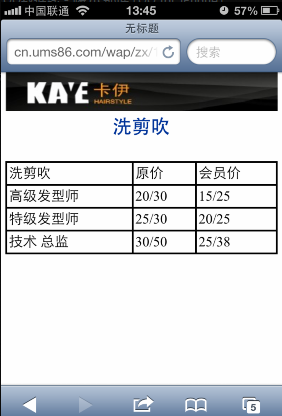 中国联通 13:45 57%
无标题
cn.ums86.com/wap/zx/ 搜索
KAYE 卡伊
HAIRSTYLE
洗剪吹
洗剪吹 原价 会员价
高级发型师 20/30 15/25
特级发型师 25/30 20/25
技术 总监 30/50 25/38
5